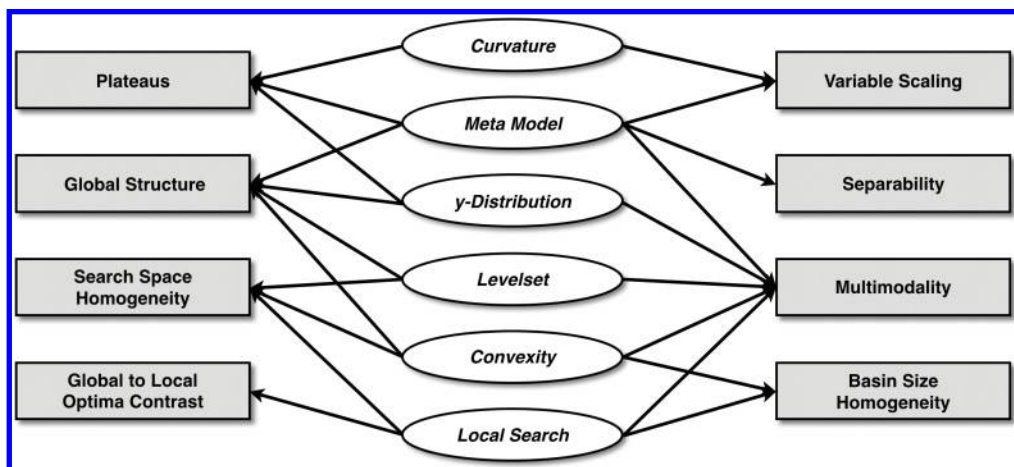 Plateaus
Global Structure
Search Space
Homogeneity
Global to Local
Optima Contrast
Curvature
Meta Model
y-Distribution
Levelset
Convexity
Local Search
Variable Scaling
Separability
Multimodality
Basin Size
Homogeneity